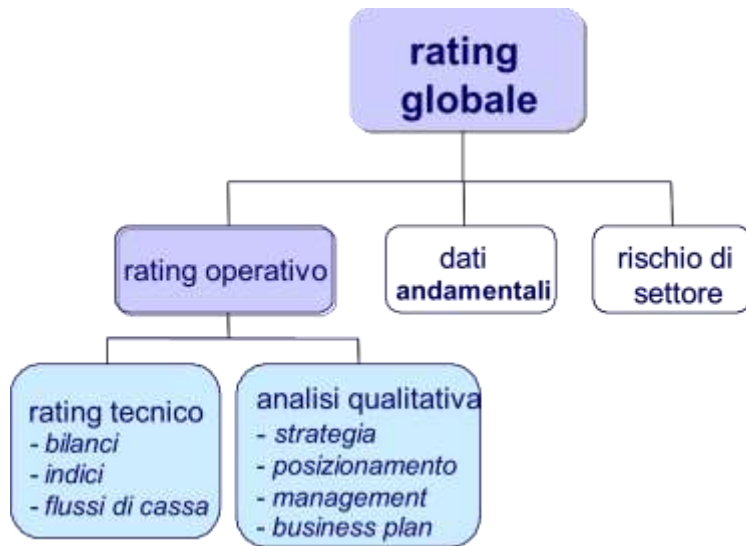 rating
globale
rating operativo
dati
andamentali
rischio di
settore
rating tecnico
- bilanci
- indici
- flussi di cassa
analisi qualitativa
- strategia
- posizionamento
- management
- business plan